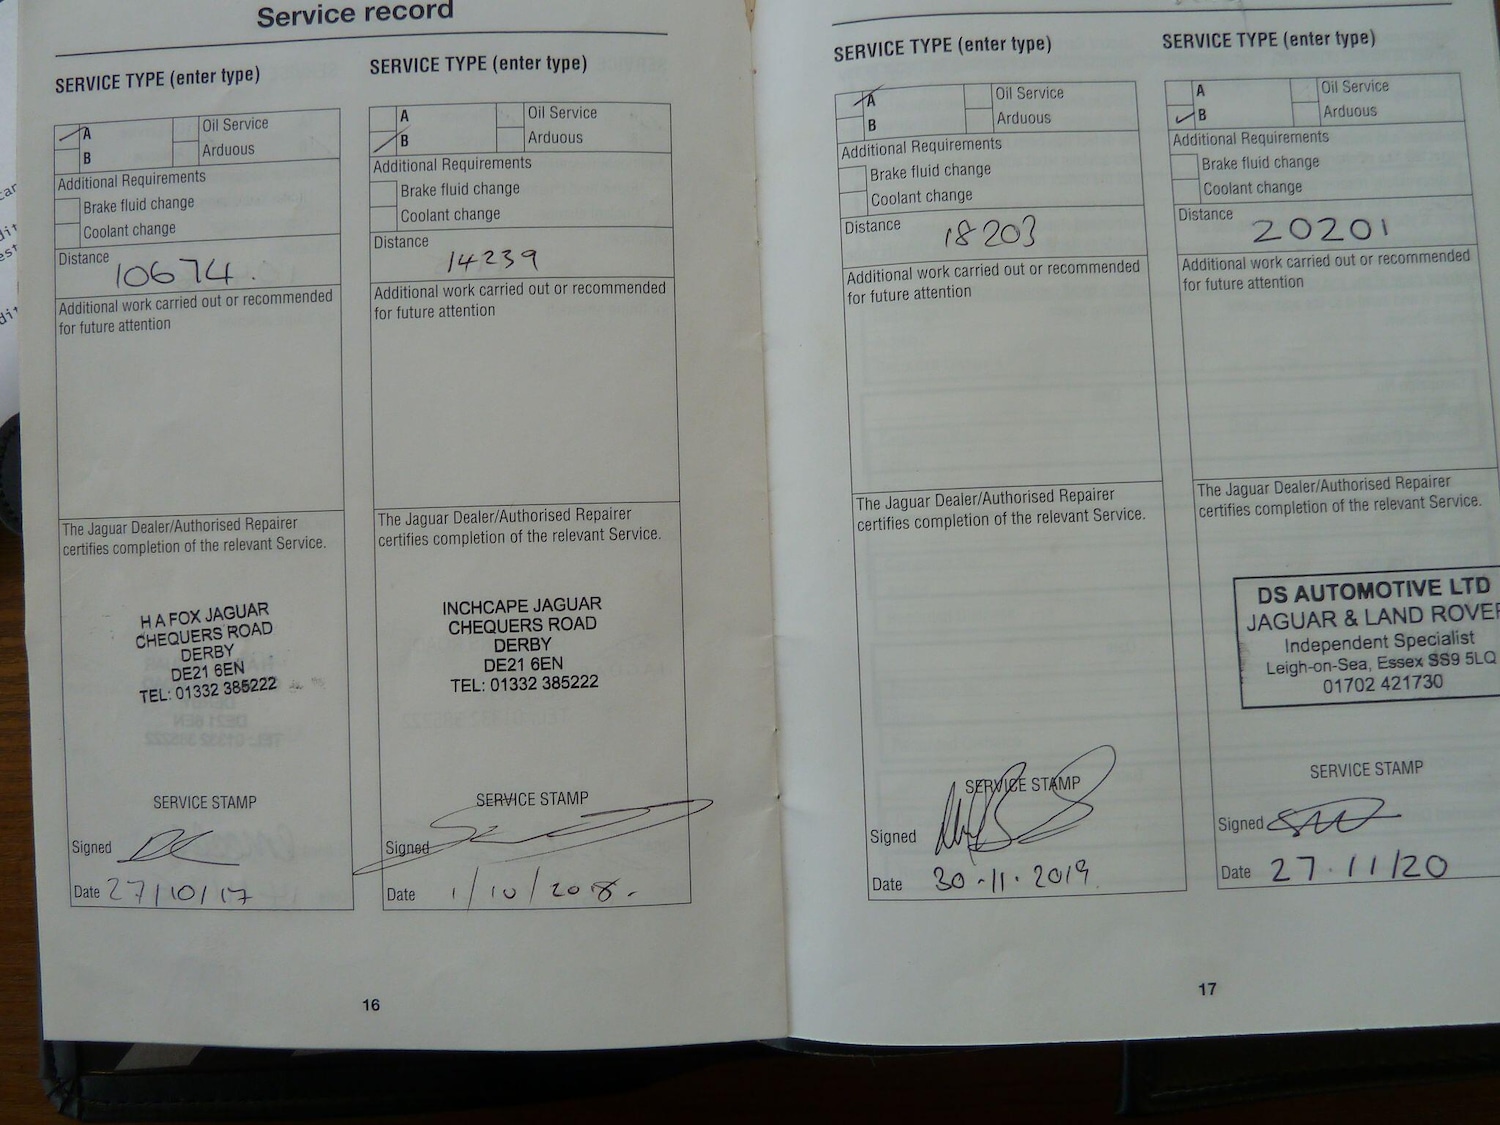 Service record
SERVICE TYPE (enter type)
A
Oil Service
B
Arduous
Additional Requirements
Brake fluid change
Coolant change
Distance
10674.
Additional work carried out or recommended
for future attention
The Jaguar Dealer/Authorised Repairer
certifies completion of the relevant Service.
H A FOX JAGUAR
CHEQUERS ROAD
DERBY
DE21 6EN
TEL: 01332 385222
SERVICE STAMP
Signed
Date 27/10/17
SERVICE TYPE (enter type)
A
Oil Service
B
Arduous
Additional Requirements
Brake fluid change
Coolant change
Distance
14239
Additional work carried out or recommended
for future attention
The Jaguar Dealer/Authorised Repairer
certifies completion of the relevant Service.
INCHCAPE JAGUAR
CHEQUERS ROAD
DERBY
DE21 6EN
TEL: 01332 385222
SERVICE STAMP
Signed
Date 1/10/2018.
16
SERVICE TYPE (enter type)
A
Oil Service
B
Arduous
Additional Requirements
Brake fluid change
Coolant change
Distance
18203
Additional work carried out or recommended
for future attention
The Jaguar Dealer/Authorised Repairer
certifies completion of the relevant Service.
SERVICE STAMP
Signed
Date 30.11.2019
SERVICE TYPE (enter type)
A
Oil Service
B
Arduous
Additional Requirements
Brake fluid change
Coolant change
Distance
20201
Additional work carried out or recommended
for future attention
The Jaguar Dealer/Authorised Repairer
certifies completion of the relevant Service.
DS AUTOMOTIVE LTD
JAGUAR & LAND ROVER
Independent Specialist
Leigh-on-Sea, Essex SS9 5LQ
01702 421730
SERVICE STAMP
Signed
Date 27.11/20
17